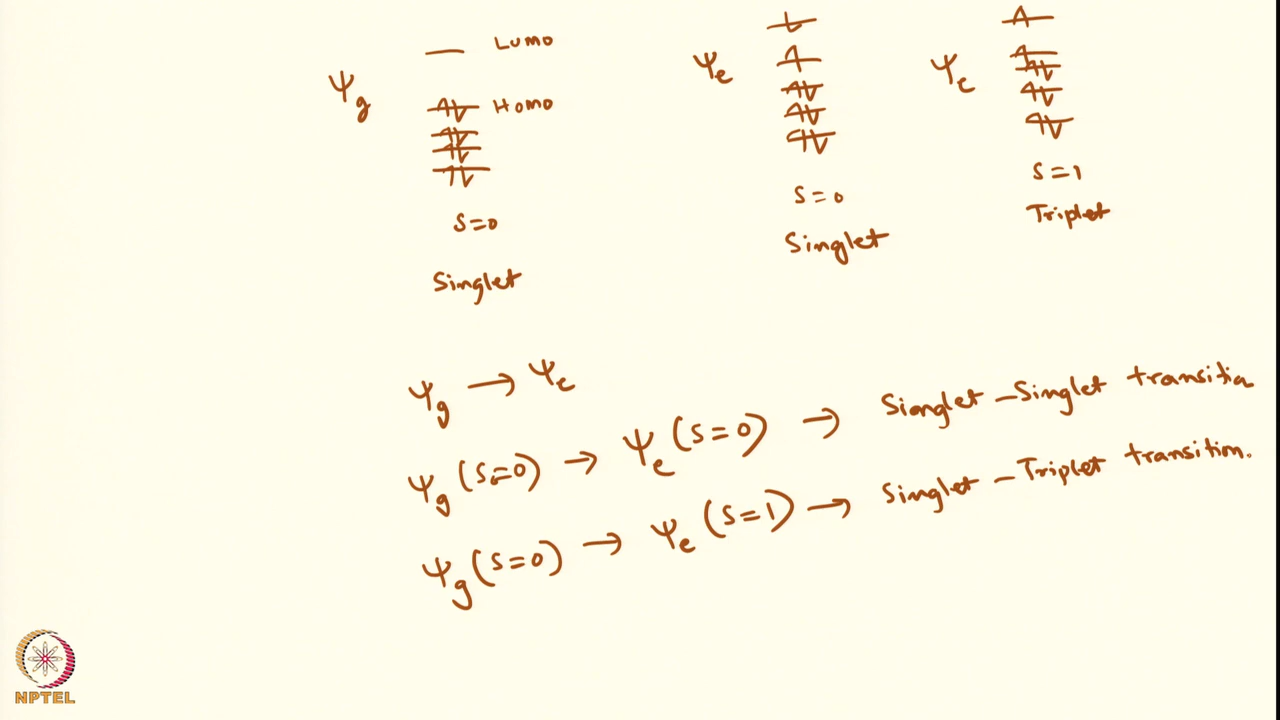 Ψg
LUMO
HOMO
S=0
Singlet
Ψe
S=0
Singlet
Ψe
S=1
Triplet
Ψg → Ψe
Ψg (S=0) → Ψe (S=0) → Singlet – Singlet transitin
Ψg (S=0) → Ψe (S=1) → Singlet – Triplet transition.
NPTEL